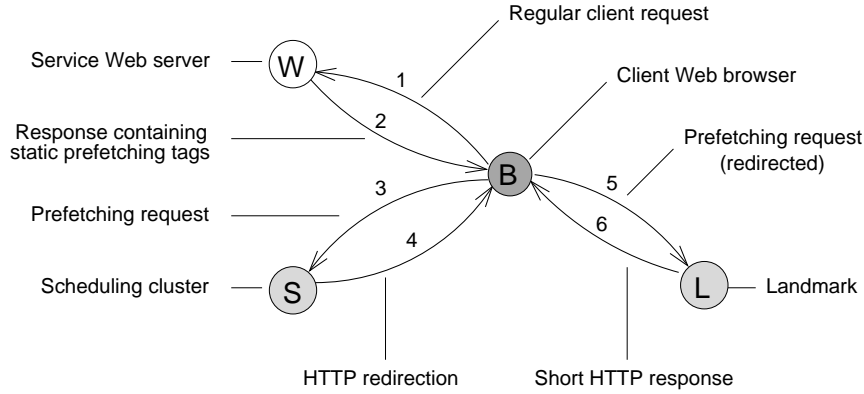 Regular client request
Service Web server
W
1
Client Web browser
2
Response containing
static prefetching tags
Prefetching request
(redirected)
B
3
5
Prefetching request
4
6
Scheduling cluster
S
L
Landmark
HTTP redirection
Short HTTP response